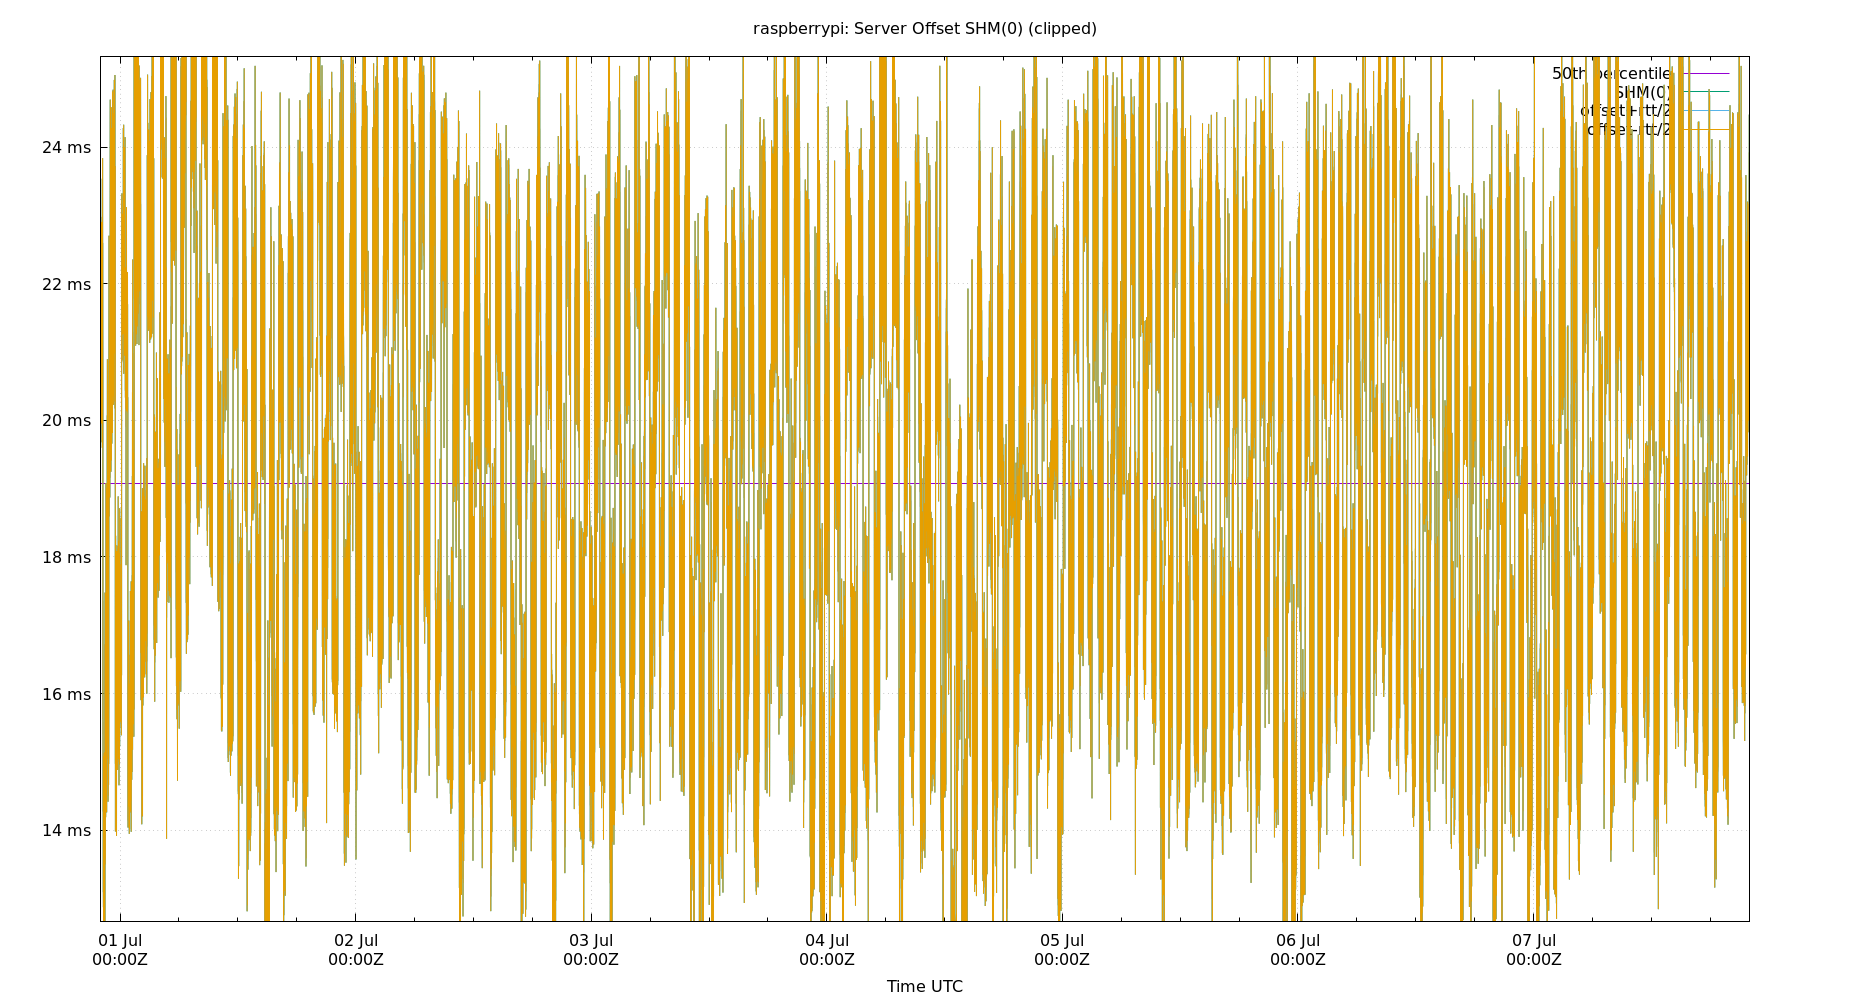 raspberrypi: Server Offset SHM(0) (clipped)
50th percentile
SHM(0)
offset+rtt/2
offset-rtt/2
24 ms
22 ms
20 ms
18 ms
16 ms
14 ms
01 Jul 02 Jul 03 Jul 04 Jul 05 Jul 06 Jul 07 Jul
00:00Z 00:00Z 00:00Z 00:00Z 00:00Z 00:00Z 00:00Z
Time UTC